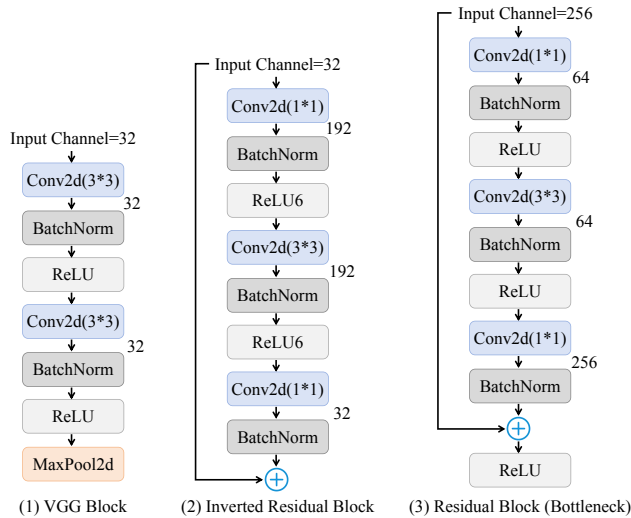 Input Channel=32
Conv2d(3*3)
32
BatchNorm
ReLU
Conv2d(3*3)
32
BatchNorm
ReLU
MaxPool2d
(1) VGG Block
Input Channel=32
Conv2d(1*1)
192
BatchNorm
ReLU6
Conv2d(3*3)
192
BatchNorm
ReLU6
Conv2d(1*1)
32
BatchNorm
(2) Inverted Residual Block
Input Channel=256
Conv2d(1*1)
64
BatchNorm
ReLU
Conv2d(3*3)
64
BatchNorm
ReLU
Conv2d(1*1)
256
BatchNorm
ReLU
(3) Residual Block (Bottleneck)